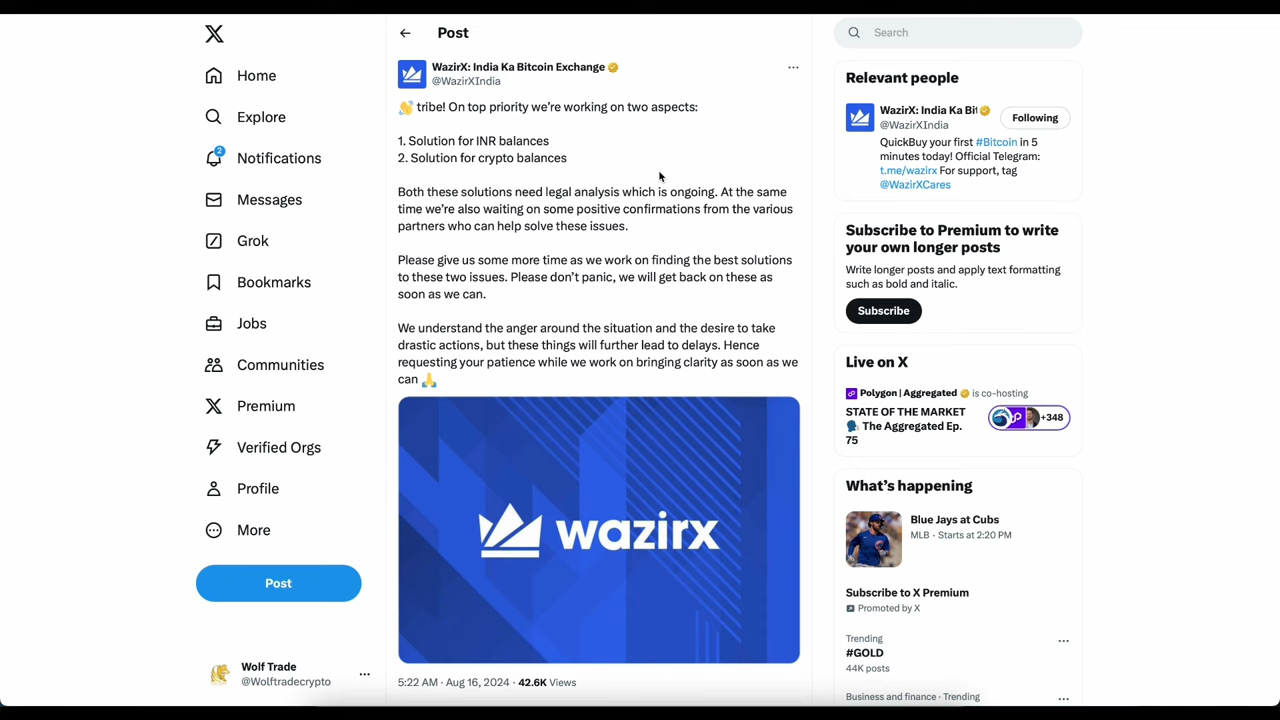 Post
Search
WazirX: India Ka Bitcoin Exchange
@WazirXIndia
👋 tribe! On top priority we're working on two aspects:
1. Solution for INR balances
2. Solution for crypto balances
Both these solutions need legal analysis which is ongoing. At the same
time we're also waiting on some positive confirmations from the various
partners who can help solve these issues.
Please give us some more time as we work on finding the best solutions
to these two issues. Please don't panic, we will get back on these as
soon as we can.
We understand the anger around the situation and the desire to take
drastic actions, but these things will further lead to delays. Hence
requesting your patience while we work on bringing clarity as soon as we
can 🙏
wazirx
5:22 AM · Aug 16, 2024 · 42.6K Views
Home
Explore
2
Notifications
Messages
Grok
Bookmarks
Jobs
Communities
Premium
Verified Orgs
Profile
More
Post
Wolf Trade
@Wolftradecrypto
Relevant people
WazirX: India Ka Bit
@WazirXIndia
Following
QuickBuy your first #Bitcoin in 5
minutes today! Official Telegram:
t.me/wazirx For support, tag
@WazirXCares
Subscribe to Premium to write
your own longer posts
Write longer posts and apply text formatting
such as bold and italic.
Subscribe
Live on X
Polygon | Aggregated is co-hosting
STATE OF THE MARKET
🗣️ The Aggregated Ep.
75
+348
What's happening
Blue Jays at Cubs
MLB · Starts at 2:20 PM
Subscribe to X Premium
Promoted by X
Trending
#GOLD
44K posts
Business and finance · Trending